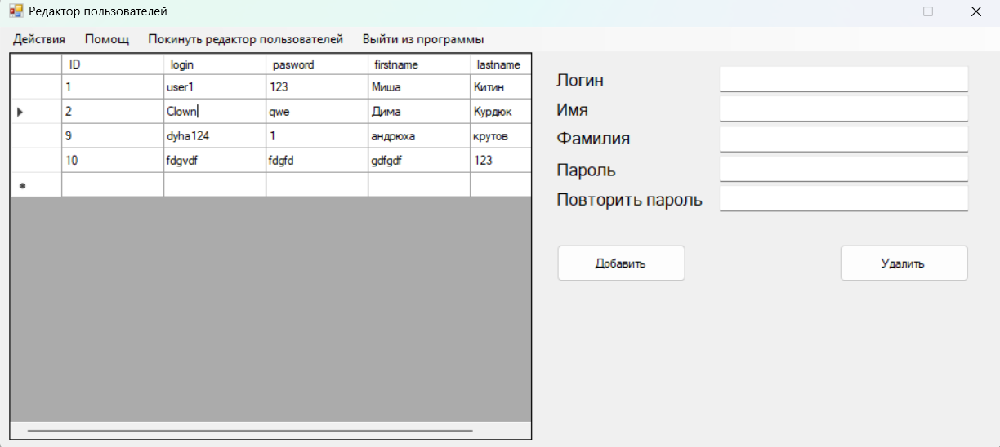 Редактор пользователей
Действия Помощ Покинуть редактор пользователей Выйти из программы
ID login pasword firstname lastname
1 user1 123 Миша Китин
2 Clown qwe Дима Курдюк
9 dyha124 1 андрюха крутов
10 fdgvdf fdgfd gdfgdf 123
Логин
Имя
Фамилия
Пароль
Повторить пароль
Добавить Удалить